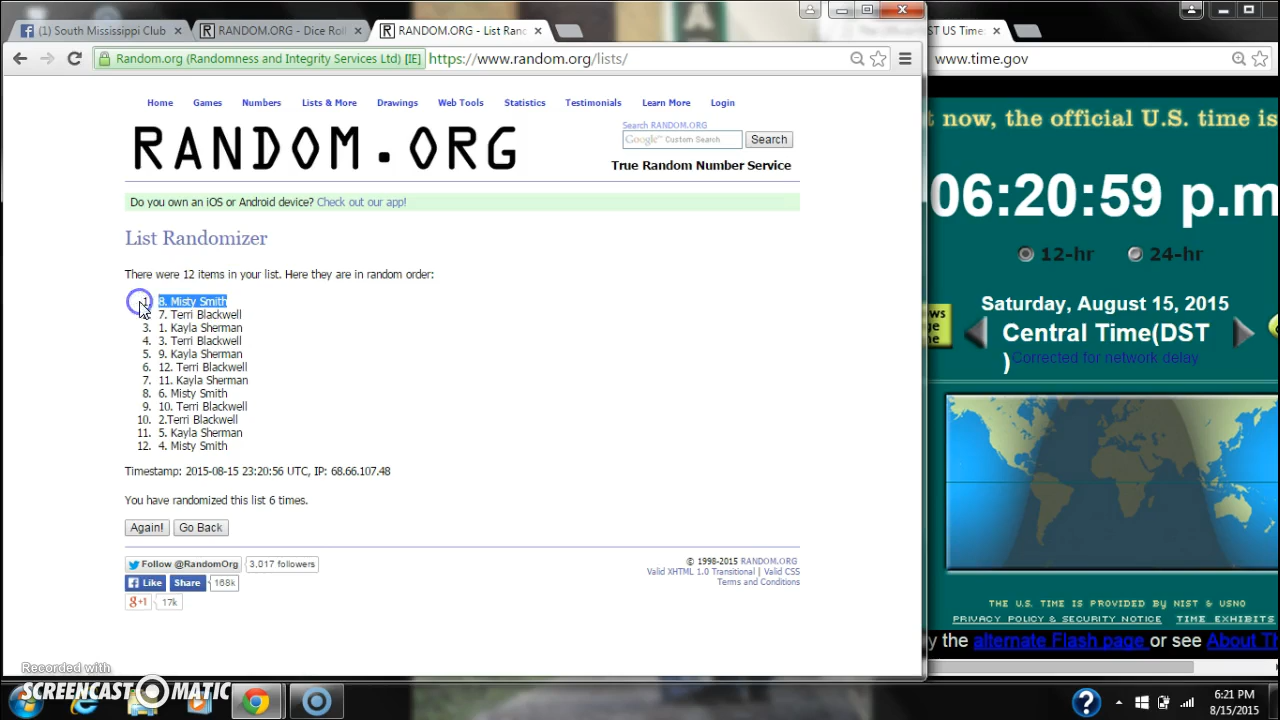 (1) South Mississippi Club
RANDOM.ORG - Dice Roll
RANDOM.ORG - List Ran
ST US Time
Random.org (Randomness and Integrity Services Ltd) [IE]
https://www.random.org/lists/
www.time.gov
Home Games Numbers Lists & More Drawings Web Tools Statistics Testimonials Learn More Login
RANDOM.ORG
Search RANDOM.ORG
Google™ Custom Search
Search
True Random Number Service
Do you own an iOS or Android device? Check out our app!
List Randomizer
There were 12 items in your list. Here they are in random order:
1. 8. Misty Smith
7. Terri Blackwell
3. 1. Kayla Sherman
4. 3. Terri Blackwell
5. 9. Kayla Sherman
6. 12. Terri Blackwell
7. 11. Kayla Sherman
8. 6. Misty Smith
9. 10. Terri Blackwell
10. 2.Terri Blackwell
11. 5. Kayla Sherman
12. 4. Misty Smith
Timestamp: 2015-08-15 23:20:56 UTC, IP: 68.66.107.48
You have randomized this list 6 times.
Again! Go Back
Follow @RandomOrg 3,017 followers
Like Share 168k
g+1 17k
© 1998-2015 RANDOM.ORG
Valid XHTML 1.0 Transitional | Valid CSS
Terms and Conditions
t now, the official U.S. time is
06:20:59 p.m
12-hr 24-hr
Saturday, August 15, 2015
Central Time(DST
)
Corrected for network delay
THE U.S. TIME IS PROVIDED BY NIST & USNO
PRIVACY POLICY & SECURITY NOTICE TIME EXHIBITS
y the alternate Flash page or see About Th
Recorded with
SCREENCAST MATIC
6:21 PM
8/15/2015